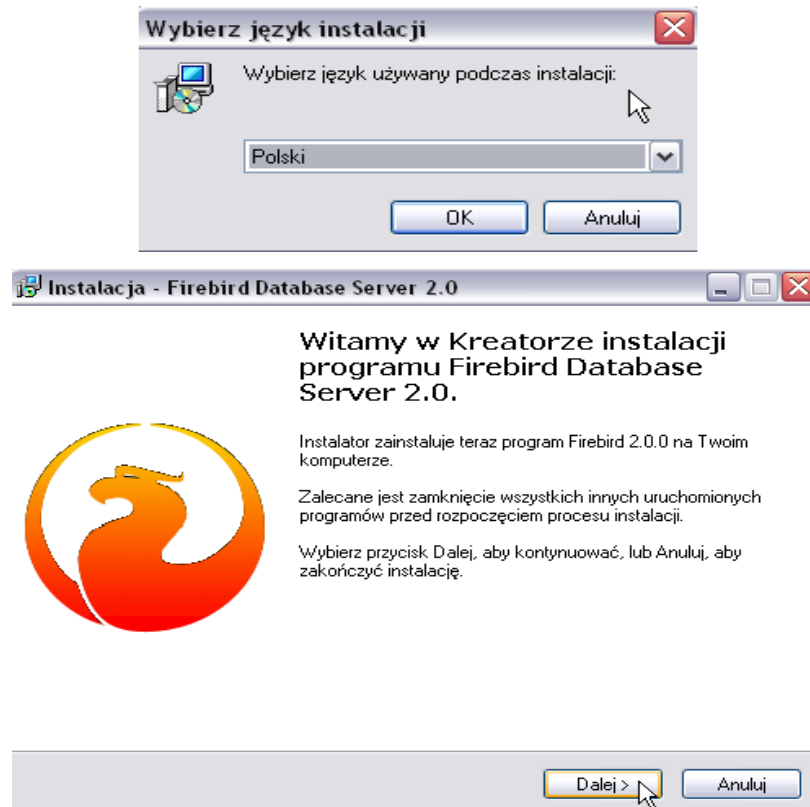 Wybierz język instalacji
Wybierz język używany podczas instalacji:
Polski
OK
Anuluj
Instalacja - Firebird Database Server 2.0
Witamy w Kreatorze instalacji
programu Firebird Database
Server 2.0.
Instalator zainstaluje teraz program Firebird 2.0.0 na Twoim
komputerze.
Zalecane jest zamknięcie wszystkich innych uruchomionych
programów przed rozpoczęciem procesu instalacji.
Wybierz przycisk Dalej, aby kontynuować, lub Anuluj, aby
zakończyć instalację.
Dalej >
Anuluj